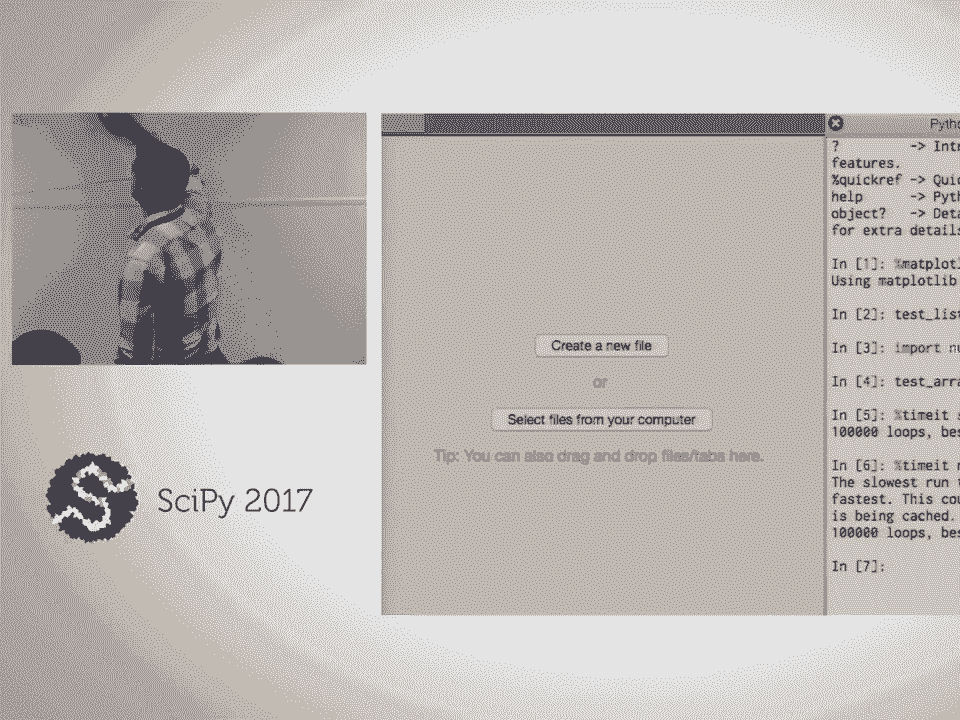 SciPy 2017
Create a new file
or
Select files from your computer
Tip: You can also drag and drop files/tabs here.
? -> Int
features.
%quickref -> Quic
help -> Pyth
object? -> Deta
for extra details
In [1]: %matplotl
Using matplotlib
In [2]: test_list
In [3]: import nu
In [4]: test_arra
In [5]: %timeit s
100000 loops, bes
In [6]: %timeit n
The slowest run t
fastest. This cou
is being cached.
100000 loops, bes
In [7]: